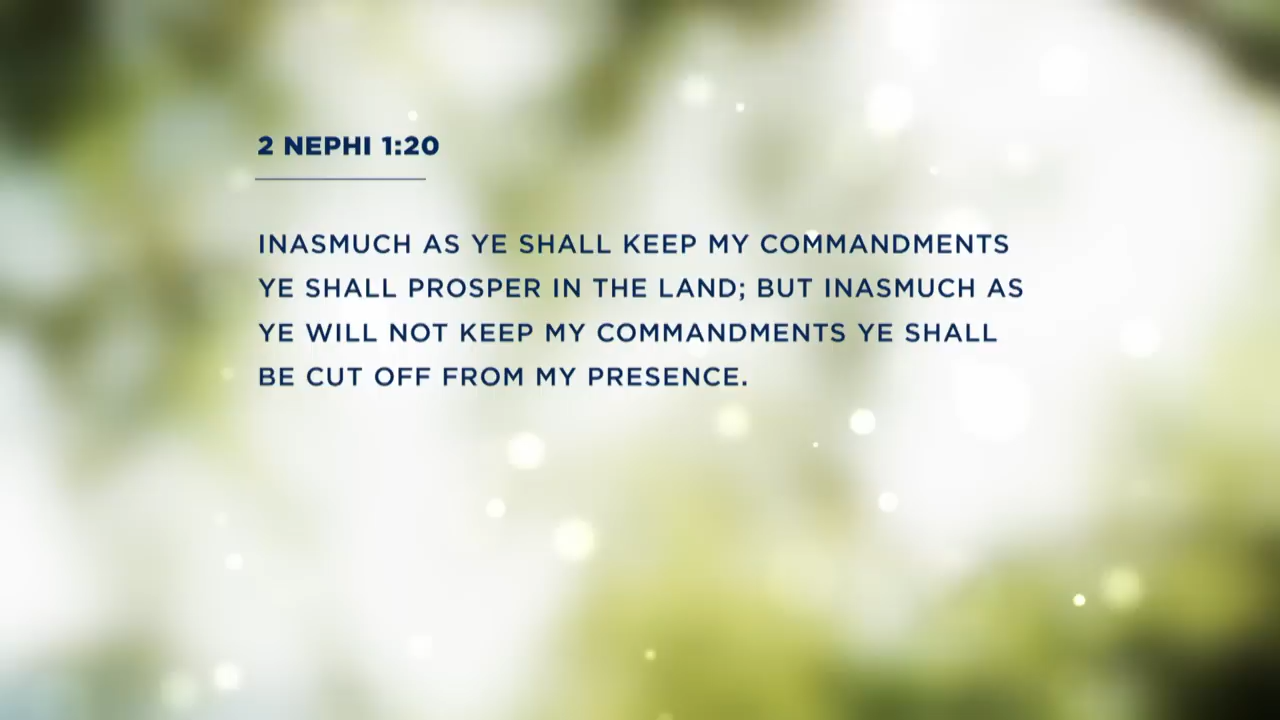 2 NEPHI 1:20
INASMUCH AS YE SHALL KEEP MY COMMANDMENTS
YE SHALL PROSPER IN THE LAND; BUT INASMUCH AS
YE WILL NOT KEEP MY COMMANDMENTS YE SHALL
BE CUT OFF FROM MY PRESENCE.